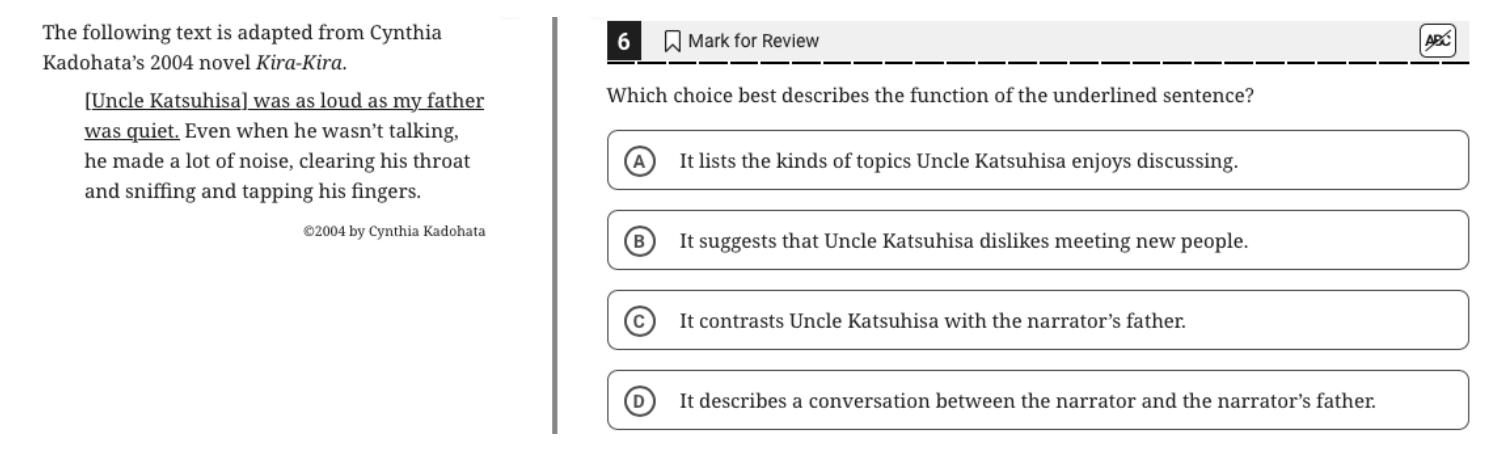 The following text is adapted from Cynthia
Kadohata’s 2004 novel Kira-Kira.
[Uncle Katsuhisa] was as loud as my father
was quiet. Even when he wasn’t talking,
he made a lot of noise, clearing his throat
and sniffing and tapping his fingers.
©2004 by Cynthia Kadohata
6 Mark for Review ABC
Which choice best describes the function of the underlined sentence?
A It lists the kinds of topics Uncle Katsuhisa enjoys discussing.
B It suggests that Uncle Katsuhisa dislikes meeting new people.
C It contrasts Uncle Katsuhisa with the narrator’s father.
D It describes a conversation between the narrator and the narrator’s father.